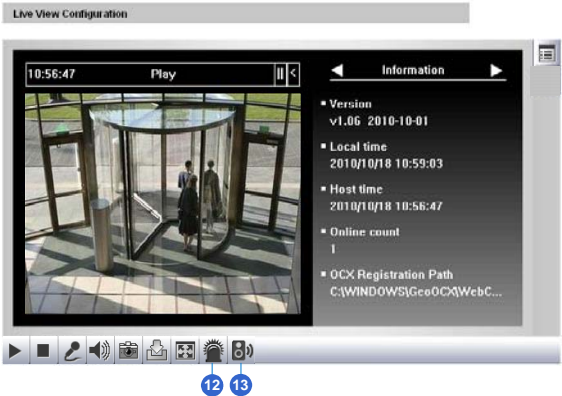 Live View Configuration
10:56:47 Play || <
Information
Version
v1.06 2010-10-01
Local time
2010/10/18 10:59:03
Host time
2010/10/18 10:56:47
Online count
1
OCX Registration Path
C:\WINDOWS\GeoOCX\WebC...
12 13